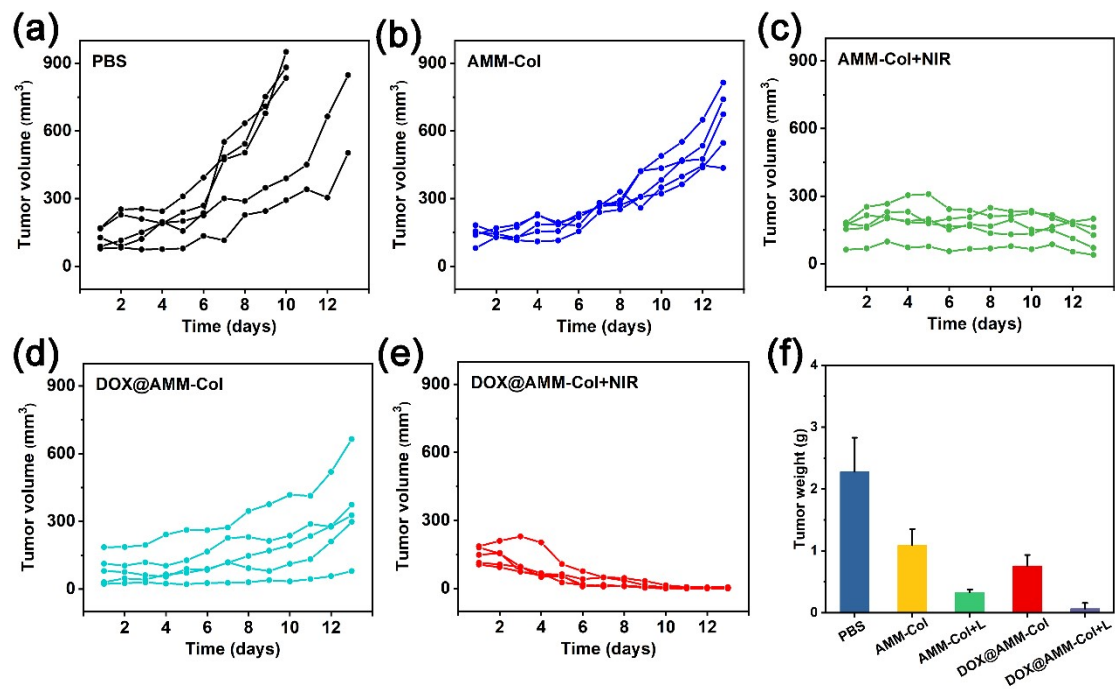 (a)
PBS
Tumor volume (mm³)
900
600
300
0
2 4 6 8 10 12
Time (days)
(b)
AMM-Col
Tumor volume (mm³)
900
600
300
0
2 4 6 8 10 12
Time (days)
(c)
AMM-Col+NIR
Tumor volume (mm³)
900
600
300
0
2 4 6 8 10 12
Time (days)
(d)
DOX@AMM-Col
Tumor volume (mm³)
900
600
300
0
2 4 6 8 10 12
Time (days)
(e)
DOX@AMM-Col+NIR
Tumor volume (mm³)
900
600
300
0
2 4 6 8 10 12
Time (days)
(f)
Tumor weight (g)
4
3
2
1
0
PBS
AMM-Col
AMM-Col+L
DOX@AMM-Col
DOX@AMM-Col+L